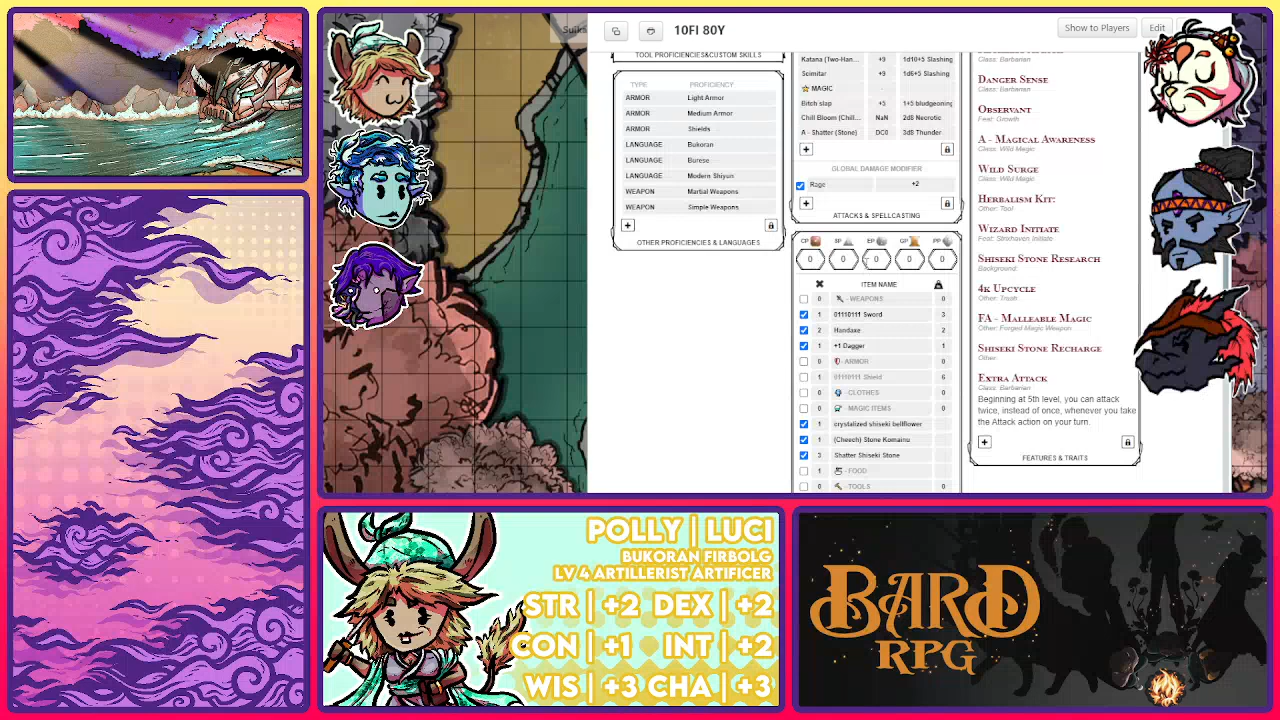 10FI 80Y
Show to Players
Edit
TOOL PROFICIENCIES&CUSTOM SKILLS
TYPE PROFICIENCY
ARMOR Light Armor
ARMOR Medium Armor
ARMOR Shields
LANGUAGE Bukoran
LANGUAGE Burese
LANGUAGE Modern Shiyun
WEAPON Martial Weapons
WEAPON Simple Weapons
OTHER PROFICIENCIES & LANGUAGES
Katana (Two-Han... +9 1d10+5 Slashing
Scimitar +9 1d6+5 Slashing
MAGIC
Bitch slap +5 1+5 bludgeoning
Chill Bloom (Chill... NaN 2d8 Necrotic
A - Shatter (Stone) DC0 3d8 Thunder
GLOBAL DAMAGE MODIFIER
Rage +2
ATTACKS & SPELLCASTING
CP SP EP GP PP
0 0 0 0 0
ITEM NAME
0 - WEAPONS 0
1 01110111 Sword 3
2 Handaxe
1 +1 Dagger 1
0 - ARMOR 0
1 01110111 Shield 6
0 - CLOTHES 0
0 - MAGIC ITEMS 0
1 crystalized shiseki bellflower
1 (Cheech) Stone Komainu
3 Shatter Shiseki Stone
1 - FOOD
0 - TOOLS 0
Class: Barbarian
DANGER SENSE
Class: Barbarian
OBSERVANT
Feat: Growth
A - MAGICAL AWARENESS
Class: Wild Magic
WILD SURGE
Class: Wild Magic
HERBALISM KIT:
Other: Tool
WIZARD INITIATE
Feat: Strixhaven Initiate
SHISEKI STONE RESEARCH
Background:
4K UPCYCLE
Other: Trash
FA - MALLEABLE MAGIC
Other: Forged Magic Weapon
SHISEKI STONE RECHARGE
Other:
EXTRA ATTACK
Class: Barbarian
Beginning at 5th level, you can attack
twice, instead of once, whenever you take
the Attack action on your turn.
FEATURES & TRAITS
POLLY | LUCI
BUKORAN FIRBOLG
LV 4 ARTILLERIST ARTIFICER
STR | +2 DEX | +2
CON | +1 INT | +2
WIS | +3 CHA | +3
BARD
RPG